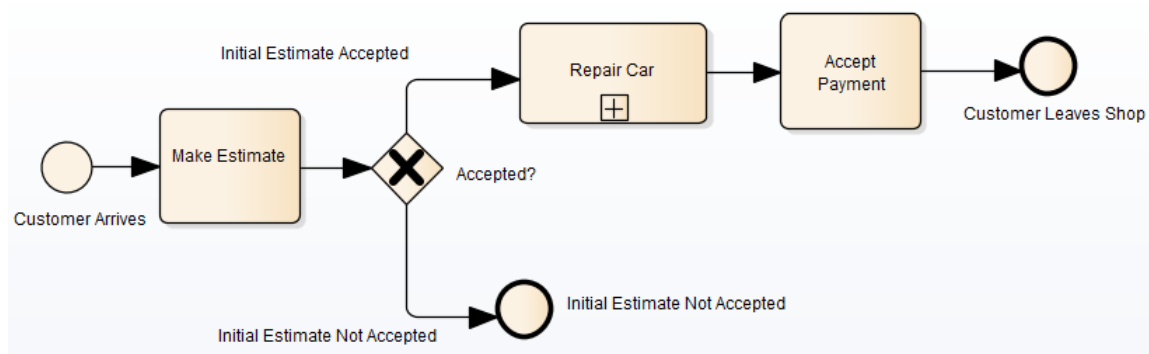 Initial Estimate Accepted
Repair Car
Accept
Payment
Customer Leaves Shop
Make Estimate
Accepted?
Customer Arrives
Initial Estimate Not Accepted
Initial Estimate Not Accepted